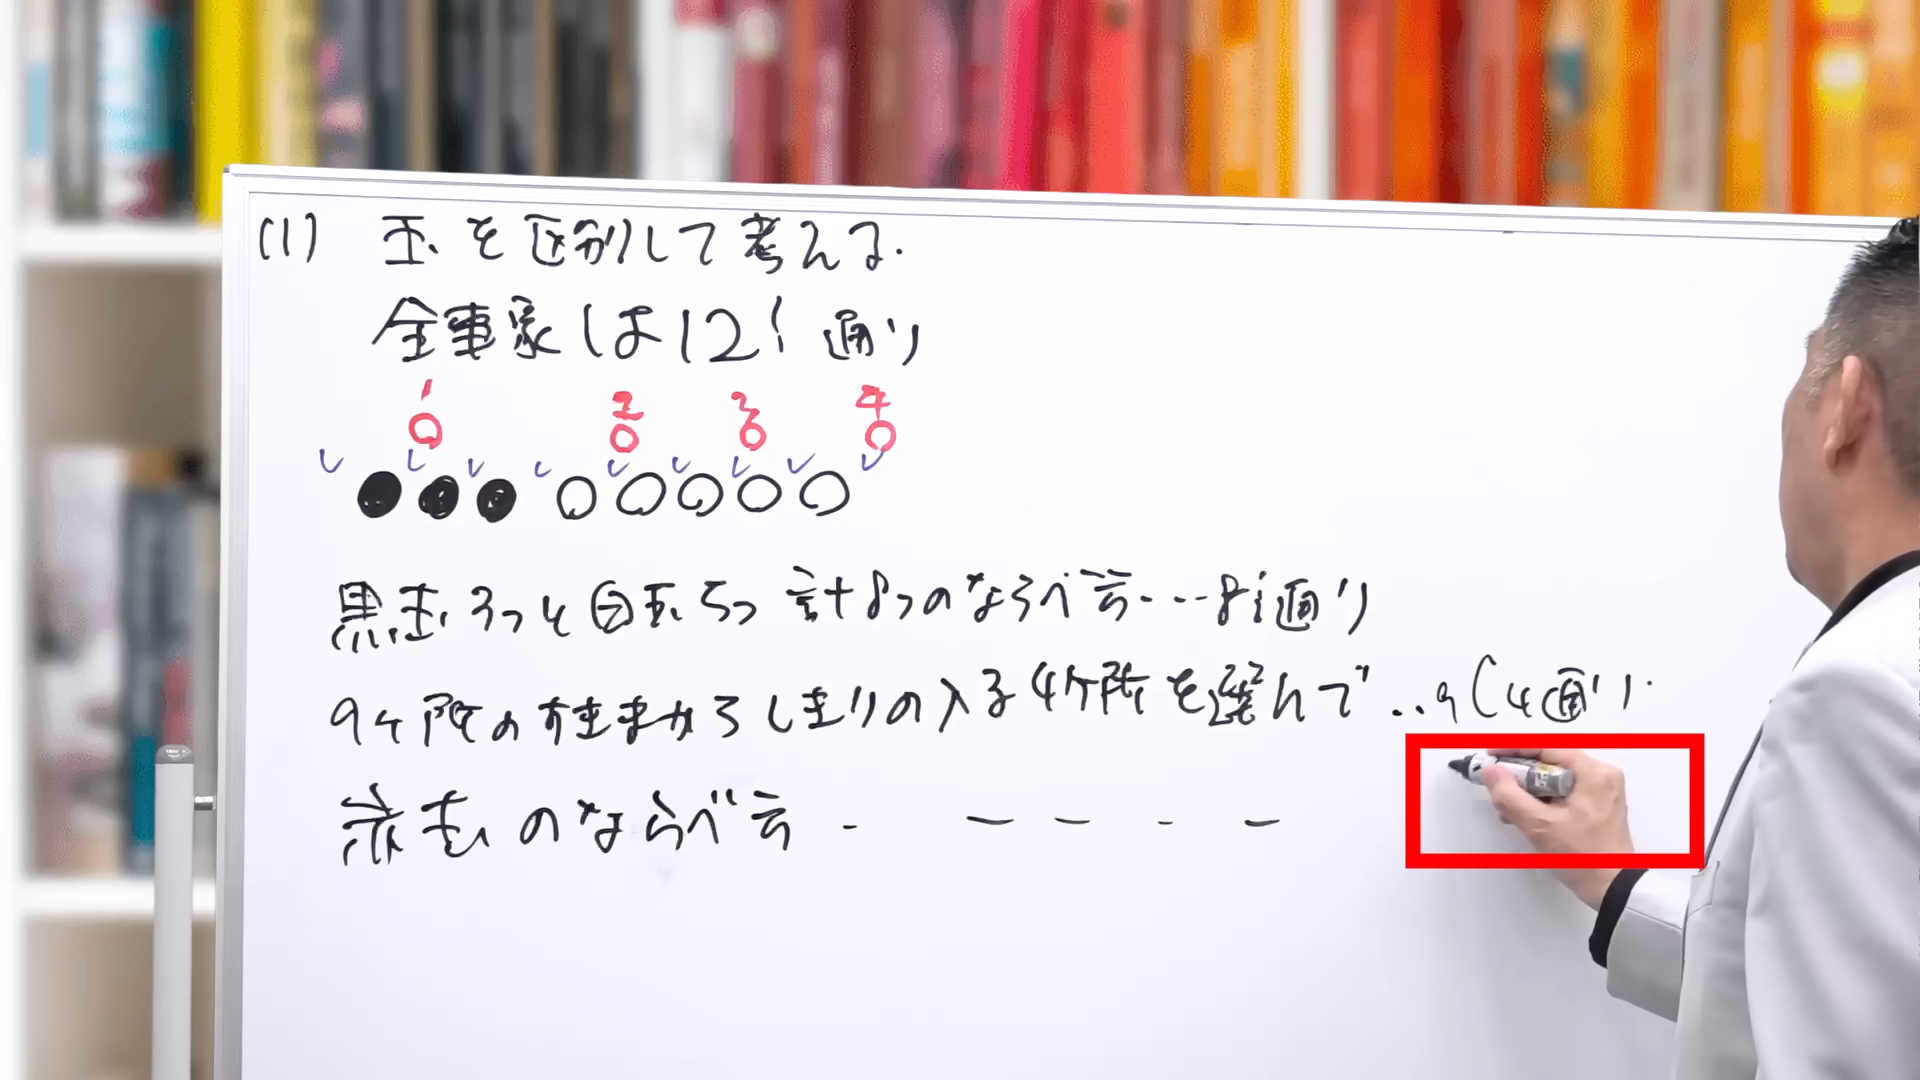 (1) 玉を区別して考える.
全事象は12!通り
1 2 3 4
黒玉3つと白玉5つ 計8つのならべ方...8!通り
9ヶ所の すきまから しまりの入る4ヶ所を選んで...9C4通り.
赤玉のならべ方